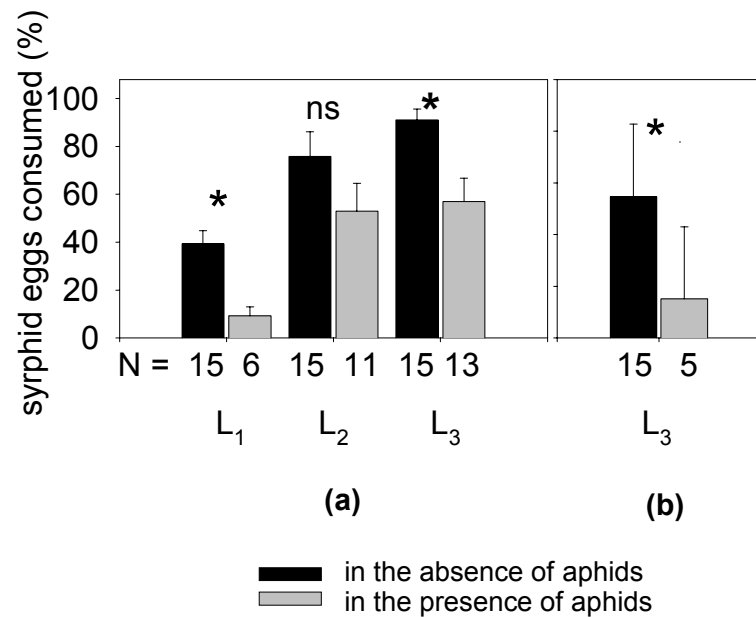 syrphid eggs consumed (%)
100
80
60
40
20
0
*
ns
*
*
N = 15 6 15 11 15 13 15 5
L₁ L₂ L₃ L₃
(a) (b)
in the absence of aphids
in the presence of aphids